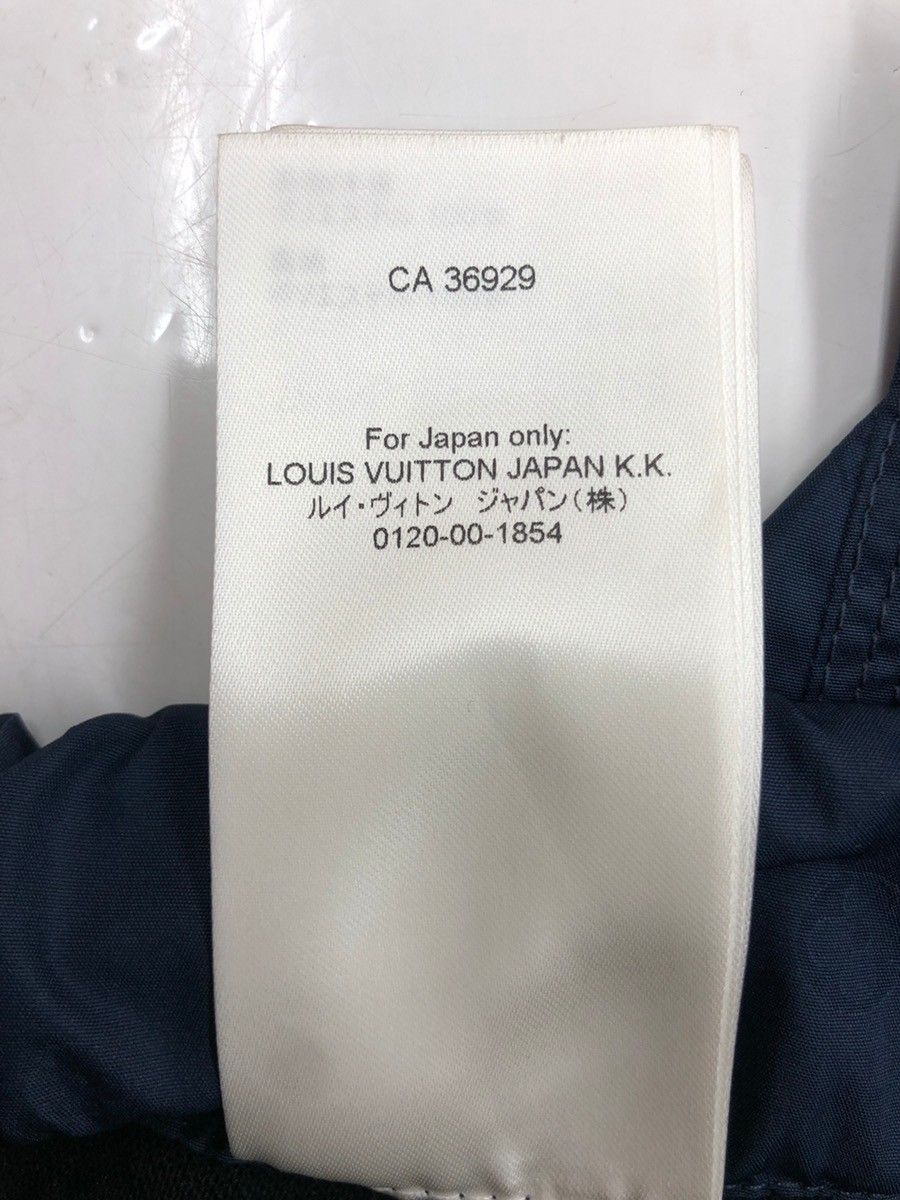 CA 36929
For Japan only:
LOUIS VUITTON JAPAN K.K.
ルイ・ヴィトン　ジャパン（株）
0120-00-1854